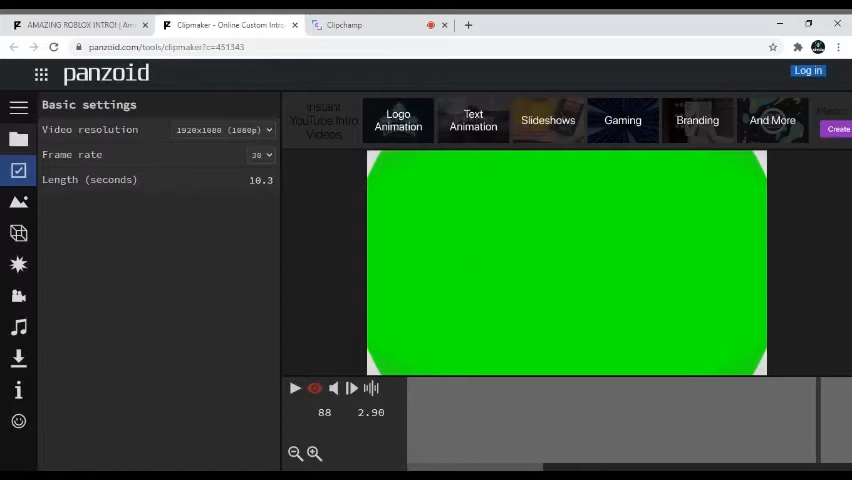 AMAZING ROBLOX INTRO! ( Am
Clipmaker - Online Custom Intro
Clipchamp
panzoid.com/tools/clipmaker?c=451343
panzoid
Log in
Basic settings
Video resolution
1920x1080 (1080p)
Frame rate
30
Length (seconds)
10.3
Instant
YouTube Intro
Videos
Logo
Animation
Text
Animation
Slideshows
Gaming
Branding
And More
Create
88
2.90